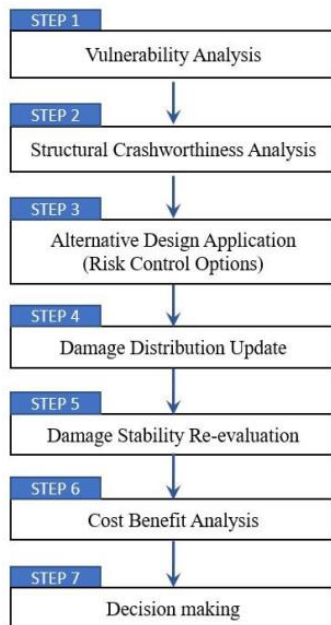 STEP 1
Vulnerability Analysis
STEP 2
Structural Crashworthiness Analysis
STEP 3
Alternative Design Application
(Risk Control Options)
STEP 4
Damage Distribution Update
STEP 5
Damage Stability Re-evaluation
STEP 6
Cost Benefit Analysis
STEP 7
Decision making